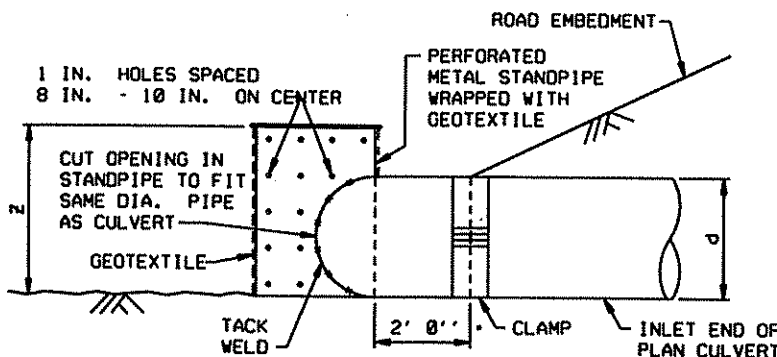 ROAD EMBEDMENT
1 IN. HOLES SPACED
8 IN. - 10 IN. ON CENTER
PERFORATED
METAL STANDPIPE
WRAPPED WITH
GEOTEXTILE
CUT OPENING IN
STANDPIPE TO FIT
SAME DIA. PIPE
AS CULVERT
GEOTEXTILE
Z
d
TACK
WELD
2' 0''
CLAMP
INLET END OF
PLAN CULVERT